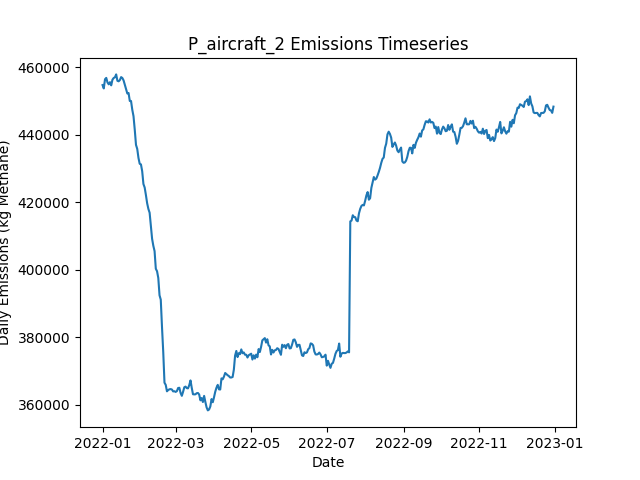 P_aircraft_2 Emissions Timeseries
460000
440000
420000
400000
380000
360000
Daily Emissions (kg Methane)
2022-01 2022-03 2022-05 2022-07 2022-09 2022-11 2023-01
Date